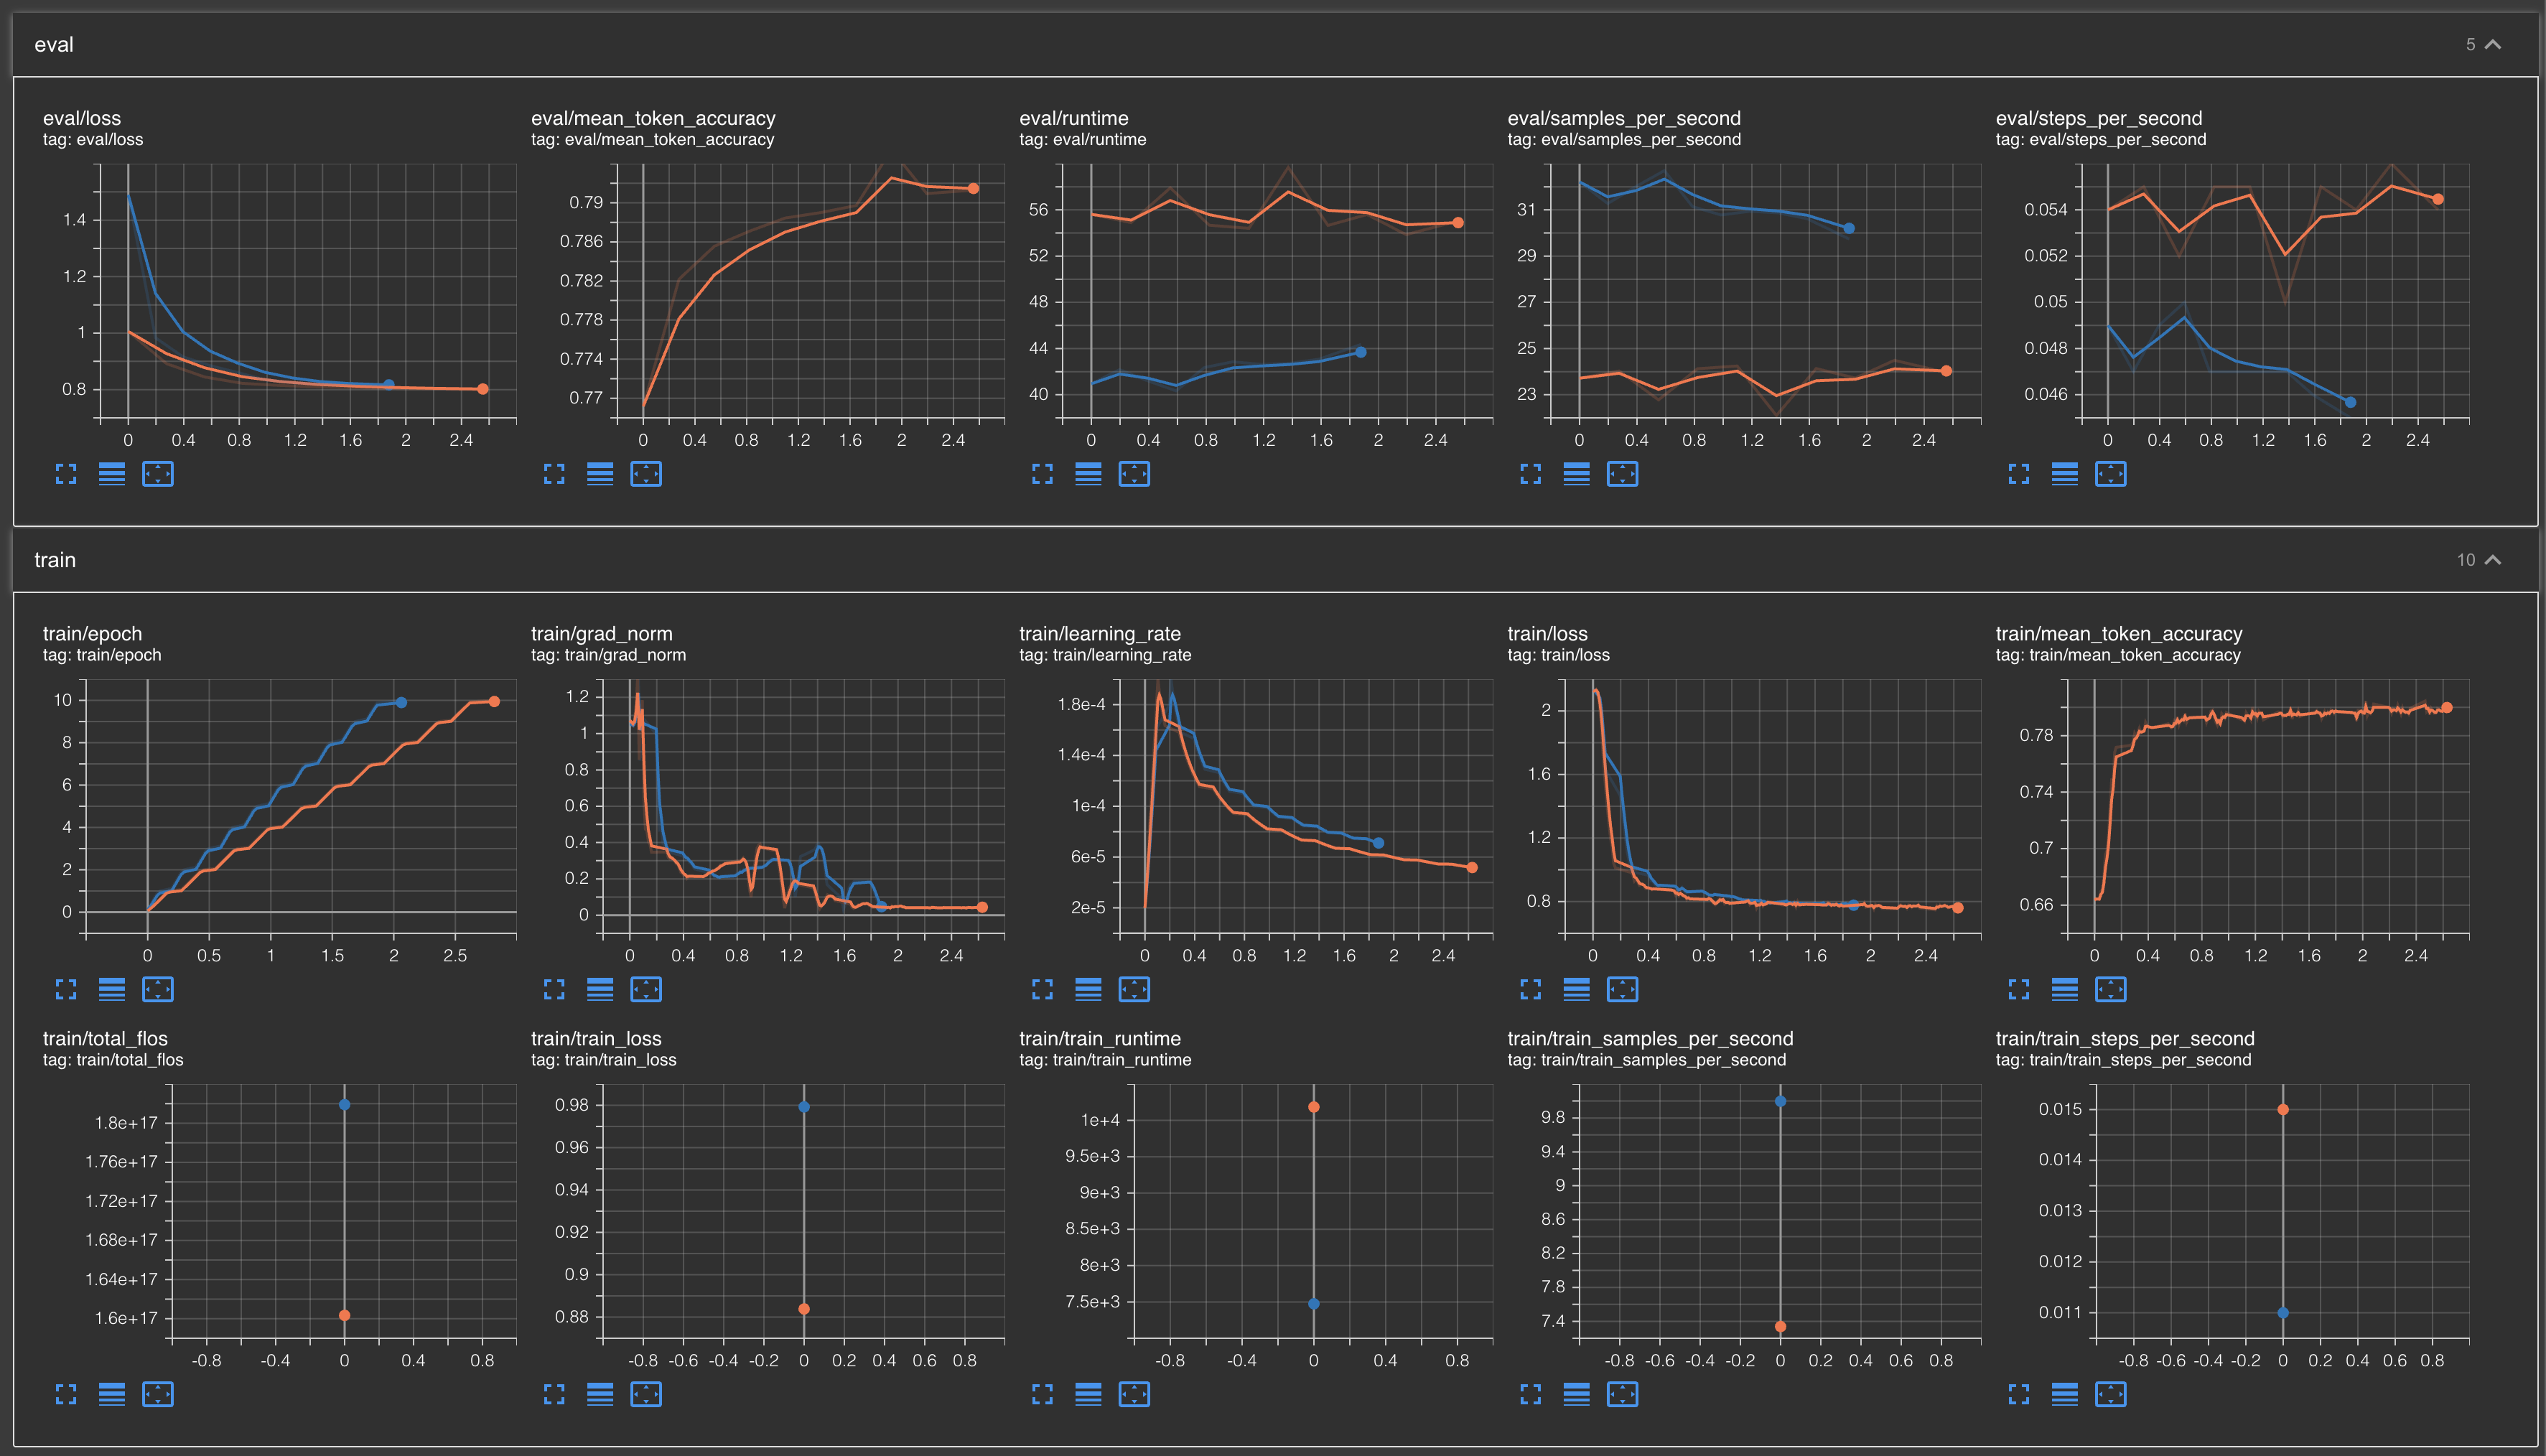 eval
5
eval/loss
tag: eval/loss
1.4
1.2
1
0.8
0 0.4 0.8 1.2 1.6 2 2.4
eval/mean_token_accuracy
tag: eval/mean_token_accuracy
0.79
0.786
0.782
0.778
0.774
0.77
0 0.4 0.8 1.2 1.6 2 2.4
eval/runtime
tag: eval/runtime
56
52
48
44
40
0 0.4 0.8 1.2 1.6 2 2.4
eval/samples_per_second
tag: eval/samples_per_second
31
29
27
25
23
0 0.4 0.8 1.2 1.6 2 2.4
eval/steps_per_second
tag: eval/steps_per_second
0.054
0.052
0.05
0.048
0.046
0 0.4 0.8 1.2 1.6 2 2.4
train
10
train/epoch
tag: train/epoch
10
8
6
4
2
0
0 0.5 1 1.5 2 2.5
train/grad_norm
tag: train/grad_norm
1.2
1
0.8
0.6
0.4
0.2
0
0 0.4 0.8 1.2 1.6 2 2.4
train/learning_rate
tag: train/learning_rate
1.8e-4
1.4e-4
1e-4
6e-5
2e-5
0 0.4 0.8 1.2 1.6 2 2.4
train/loss
tag: train/loss
2
1.6
1.2
0.8
0 0.4 0.8 1.2 1.6 2 2.4
train/mean_token_accuracy
tag: train/mean_token_accuracy
0.78
0.74
0.7
0.66
0 0.4 0.8 1.2 1.6 2 2.4
train/total_flos
tag: train/total_flos
1.8e+17
1.76e+17
1.72e+17
1.68e+17
1.64e+17
1.6e+17
-0.8 -0.4 0 0.4 0.8
train/train_loss
tag: train/train_loss
0.98
0.96
0.94
0.92
0.9
0.88
-0.8 -0.6 -0.4 -0.2 0 0.2 0.4 0.6 0.8
train/train_runtime
tag: train/train_runtime
1e+4
9.5e+3
9e+3
8.5e+3
8e+3
7.5e+3
-0.8 -0.4 0 0.4 0.8
train/train_samples_per_second
tag: train/train_samples_per_second
9.8
9.4
9
8.6
8.2
7.8
7.4
-0.8 -0.6 -0.4 -0.2 0 0.2 0.4 0.6 0.8
train/train_steps_per_second
tag: train/train_steps_per_second
0.015
0.014
0.013
0.012
0.011
-0.8 -0.6 -0.4 -0.2 0 0.2 0.4 0.6 0.8